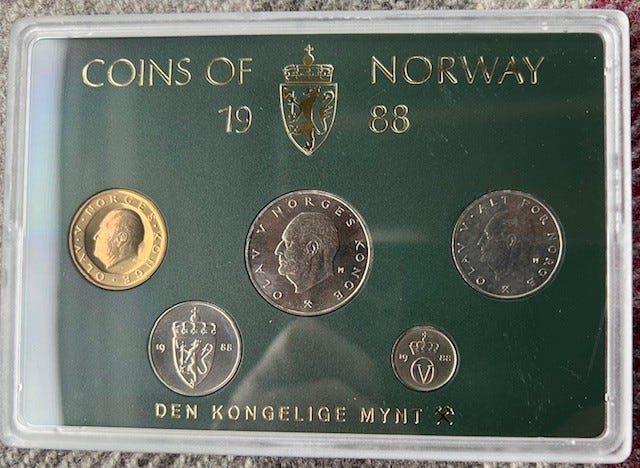 COINS OF NORWAY
19 88
OLAV·V·NORGES·KONGE·
OLAV V NORGES KONGE
M
OLAV·V·ALT FOR NORGE
M
19 88
19 88
V
DEN KONGELIGE MYNT